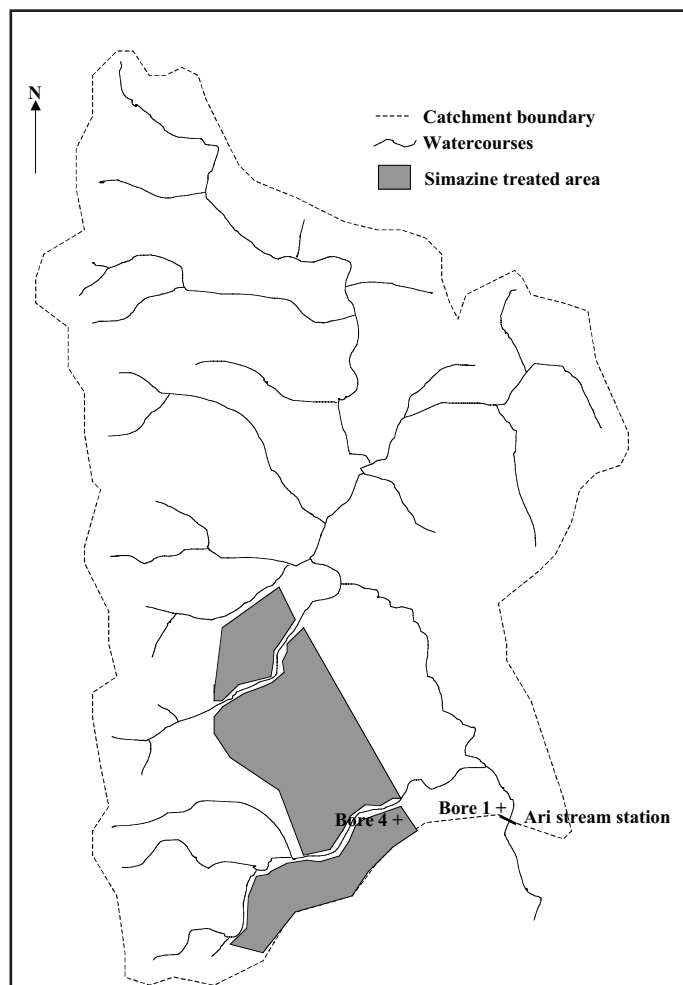 N
Catchment boundary
Watercourses
Simazine treated area
Bore 1 +
Ari stream station
Bore 4 +